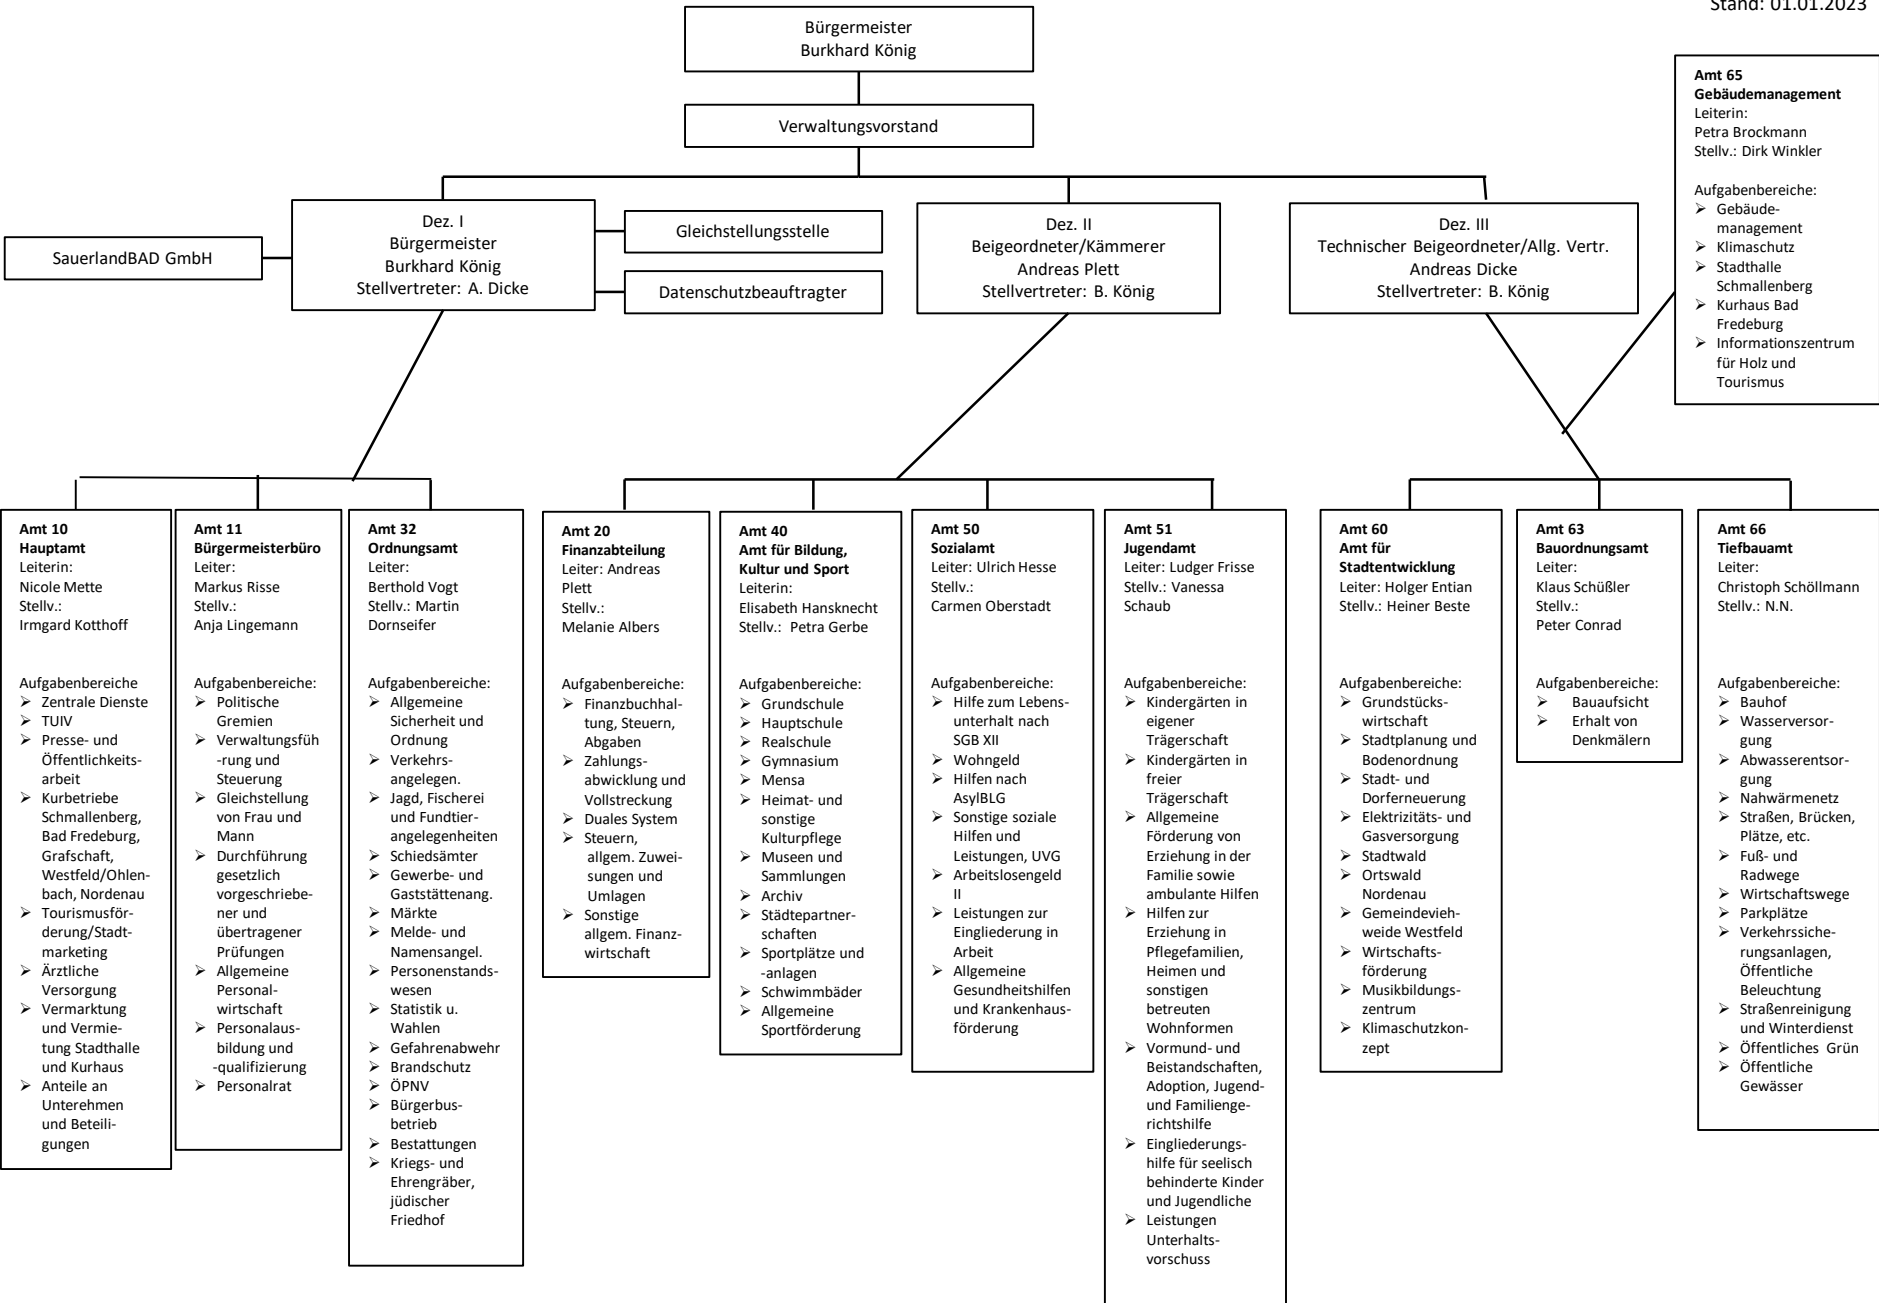 Stand: 01.01.2023
Bürgermeister
Burkhard König
Verwaltungsvorstand
SauerlandBAD GmbH
Dez. I
Bürgermeister
Burkhard König
Stellvertreter: A. Dicke
Gleichstellungsstelle
Datenschutzbeauftragter
Dez. II
Beigeordneter/Kämmerer
Andreas Plett
Stellvertreter: B. König
Dez. III
Technischer Beigeordneter/Allg. Vertr.
Andreas Dicke
Stellvertreter: B. König
Amt 65
Gebäudemanagement
Leiterin:
Petra Brockmann
Stellv.: Dirk Winkler
Aufgabenbereiche:
➢ Gebäude-
management
➢ Klimaschutz
➢ Stadthalle
Schmallenberg
➢ Kurhaus Bad
Fredeburg
➢ Informationszentrum
für Holz und
Tourismus
Amt 10
Hauptamt
Leiterin:
Nicole Mette
Stellv.:
Irmgard Kotthoff
Aufgabenbereiche
➢ Zentrale Dienste
➢ TUIV
➢ Presse- und
Öffentlichkeits-
arbeit
➢ Kurbetriebe
Schmallenberg,
Bad Fredeburg,
Grafschaft,
Westfeld/Ohlen-
bach, Nordenau
➢ Tourismusför-
derung/Stadt-
marketing
➢ Ärztliche
Versorgung
➢ Vermarktung
und Vermie-
tung Stadthalle
und Kurhaus
➢ Anteile an
Unterehmen
und Beteili-
gungen
Amt 11
Bürgermeisterbüro
Leiter:
Markus Risse
Stellv.:
Anja Lingemann
Aufgabenbereiche:
➢ Politische
Gremien
➢ Verwaltungsfüh
-rung und
Steuerung
➢ Gleichstellung
von Frau und
Mann
➢ Durchführung
gesetzlich
vorgeschriebe-
ner und
übertragener
Prüfungen
➢ Allgemeine
Personal-
wirtschaft
➢ Personalaus-
bildung und
-qualifizierung
➢ Personalrat
Amt 32
Ordnungsamt
Leiter:
Berthold Vogt
Stellv.: Martin
Dornseifer
Aufgabenbereiche:
➢ Allgemeine
Sicherheit und
Ordnung
➢ Verkehrs-
angelegen.
➢ Jagd, Fischerei
und Fundtier-
angelegenheiten
➢ Schiedsämter
➢ Gewerbe- und
Gaststättenang.
➢ Märkte
➢ Melde- und
Namensangel.
➢ Personenstands-
wesen
➢ Statistik u.
Wahlen
➢ Gefahrenabwehr
➢ Brandschutz
➢ ÖPNV
➢ Bürgerbus-
betrieb
➢ Bestattungen
➢ Kriegs- und
Ehrengräber,
jüdischer
Friedhof
Amt 20
Finanzabteilung
Leiter: Andreas
Plett
Stellv.:
Melanie Albers
Aufgabenbereiche:
➢ Finanzbuchhal-
tung, Steuern,
Abgaben
➢ Zahlungs-
abwicklung und
Vollstreckung
➢ Duales System
➢ Steuern,
allgem. Zuwei-
sungen und
Umlagen
➢ Sonstige
allgem. Finanz-
wirtschaft
Amt 40
Amt für Bildung,
Kultur und Sport
Leiterin:
Elisabeth Hansknecht
Stellv.: Petra Gerbe
Aufgabenbereiche:
➢ Grundschule
➢ Hauptschule
➢ Realschule
➢ Gymnasium
➢ Mensa
➢ Heimat- und
sonstige
Kulturpflege
➢ Museen und
Sammlungen
➢ Archiv
➢ Städtepartner-
schaften
➢ Sportplätze und
-anlagen
➢ Schwimmbäder
➢ Allgemeine
Sportförderung
Amt 50
Sozialamt
Leiter: Ulrich Hesse
Stellv.:
Carmen Oberstadt
Aufgabenbereiche:
➢ Hilfe zum Lebens-
unterhalt nach
SGB XII
➢ Wohngeld
➢ Hilfen nach
AsylBLG
➢ Sonstige soziale
Hilfen und
Leistungen, UVG
➢ Arbeitslosengeld
II
➢ Leistungen zur
Eingliederung in
Arbeit
➢ Allgemeine
Gesundheitshilfen
und Krankenhaus-
förderung
Amt 51
Jugendamt
Leiter: Ludger Frisse
Stellv.: Vanessa
Schaub
Aufgabenbereiche:
➢ Kindergärten in
eigener
Trägerschaft
➢ Kindergärten in
freier
Trägerschaft
➢ Allgemeine
Förderung von
Erziehung in der
Familie sowie
ambulante Hilfen
➢ Hilfen zur
Erziehung in
Pflegefamilien,
Heimen und
sonstigen
betreuten
Wohnformen
➢ Vormund- und
Beistandschaften,
Adoption, Jugend-
und Familienge-
richtshilfe
➢ Eingliederungs-
hilfe für seelisch
behinderte Kinder
und Jugendliche
➢ Leistungen
Unterhalts-
vorschuss
Amt 60
Amt für
Stadtentwicklung
Leiter: Holger Entian
Stellv.: Heiner Beste
Aufgabenbereiche:
➢ Grundstücks-
wirtschaft
➢ Stadtplanung und
Bodenordnung
➢ Stadt- und
Dorferneuerung
➢ Elektrizitäts- und
Gasversorgung
➢ Stadtwald
➢ Ortswald
Nordenau
➢ Gemeindevieh-
weide Westfeld
➢ Wirtschafts-
förderung
➢ Musikbildungs-
zentrum
➢ Klimaschutzkon-
zept
Amt 63
Bauordnungsamt
Leiter:
Klaus Schüßler
Stellv.:
Peter Conrad
Aufgabenbereiche:
➢ Bauaufsicht
➢ Erhalt von
Denkmälern
Amt 66
Tiefbauamt
Leiter:
Christoph Schöllmann
Stellv.: N.N.
Aufgabenbereiche:
➢ Bauhof
➢ Wasserversor-
gung
➢ Abwasserentsor-
gung
➢ Nahwärmenetz
➢ Straßen, Brücken,
Plätze, etc.
➢ Fuß- und
Radwege
➢ Wirtschaftswege
➢ Parkplätze
➢ Verkehrssiche-
rungsanlagen,
Öffentliche
Beleuchtung
➢ Straßenreinigung
und Winterdienst
➢ Öffentliches Grün
➢ Öffentliche
Gewässer